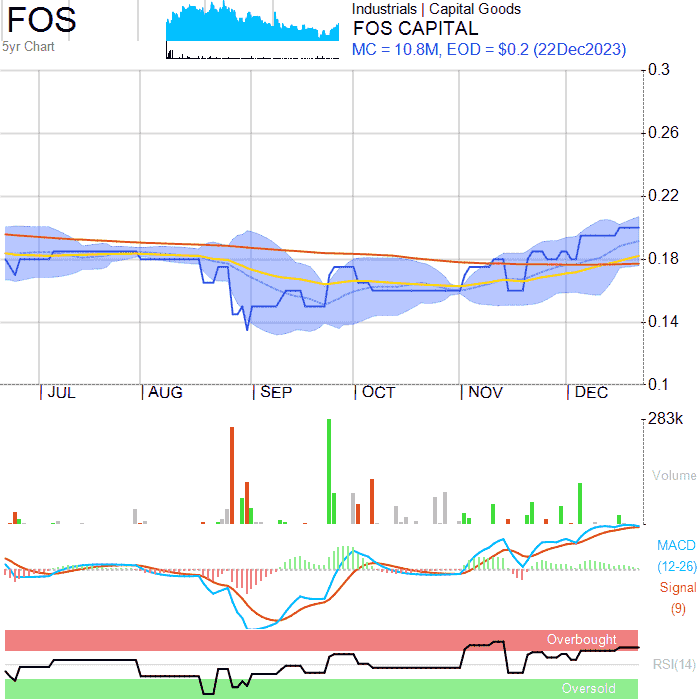 FOS
5yr Chart
Industrials | Capital Goods
FOS CAPITAL
MC = 10.8M, EOD = $0.2 (22Dec2023)
0.3
0.26
0.22
0.18
0.14
0.1
JUL
AUG
SEP
OCT
NOV
DEC
283k
Volume
MACD
(12-26)
Signal
(9)
Overbought
RSI(14)
Oversold